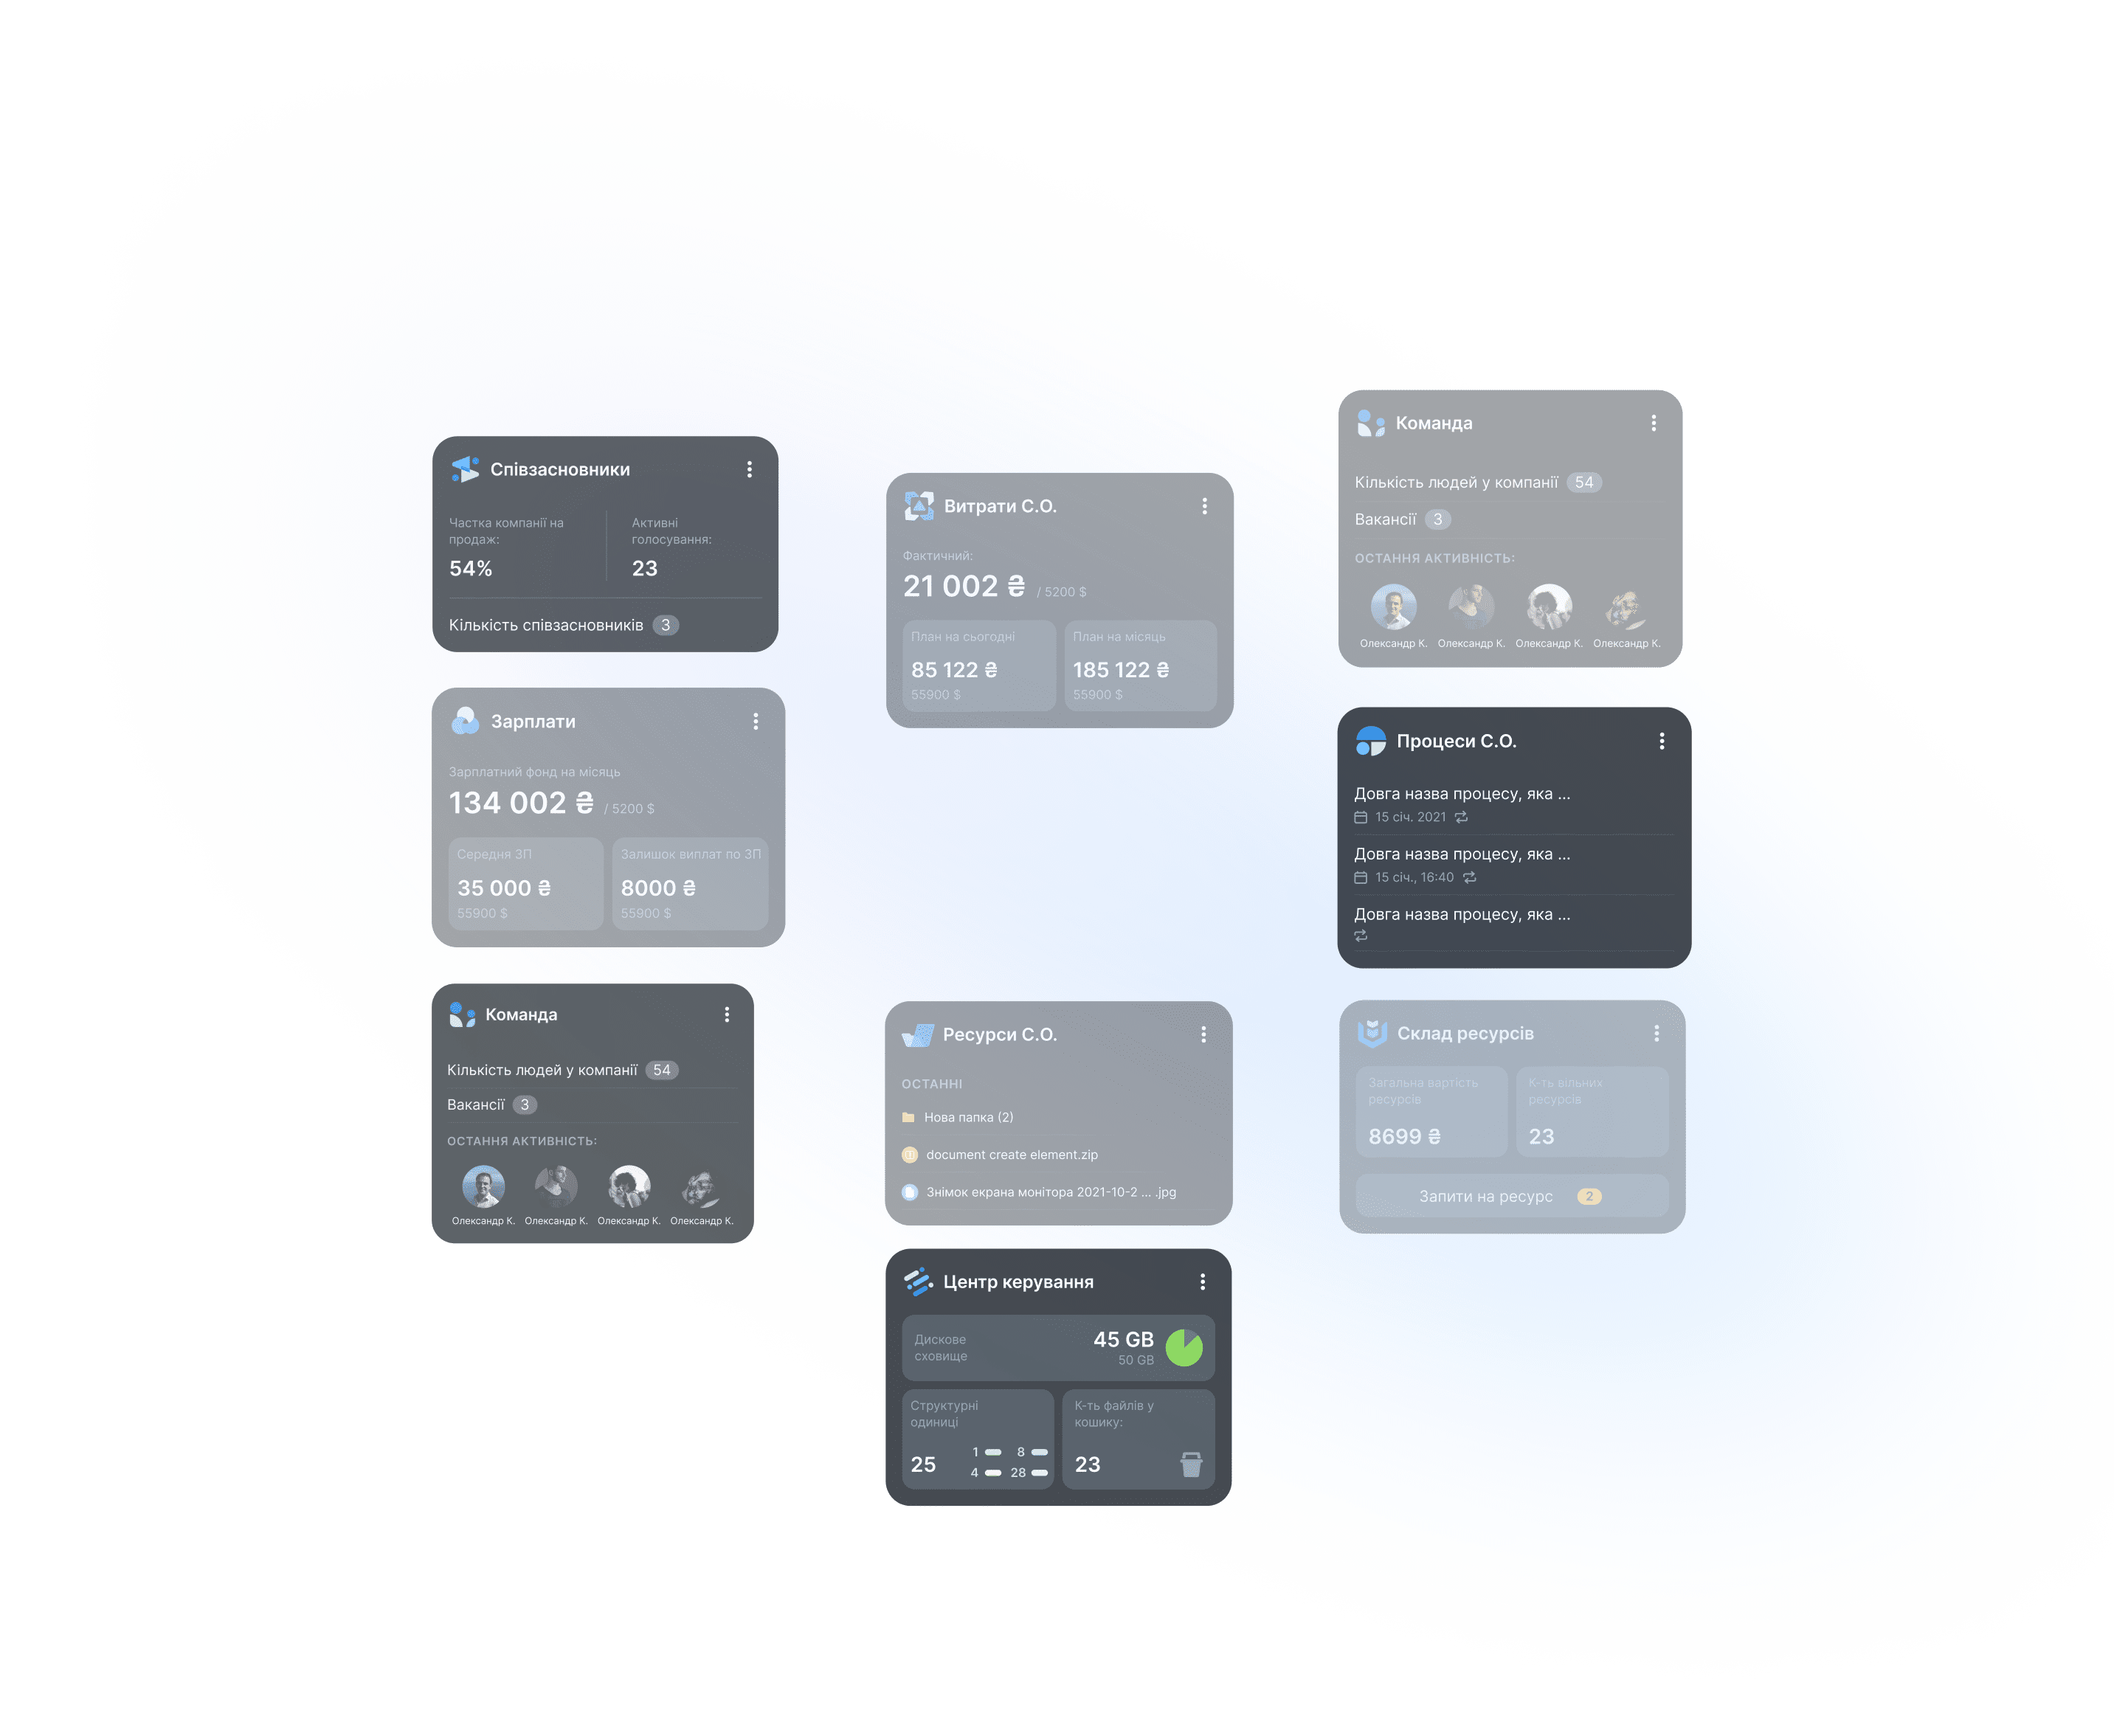 Співзасновники
Частка компанії на
продаж:
54%
Активні
голосування:
23
Кількість співзасновників 3
Зарплати
Зарплатний фонд на місяць
134 002 ₴ / 5200 $
Середня ЗП
35 000 ₴
55900 $
Залишок виплат по ЗП
8000 ₴
55900 $
Команда
Кількість людей у компанії 54
Вакансії 3
ОСТАННЯ АКТИВНІСТЬ:
Олександр К. Олександр К. Олександр К. Олександр К.
Витрати С.О.
Фактичний:
21 002 ₴ / 5200 $
План на сьогодні
85 122 ₴
55900 $
План на місяць
185 122 ₴
55900 $
Ресурси С.О.
ОСТАННІ
Нова папка (2)
document create element.zip
Знімок екрана монітора 2021-10-2 ... .jpg
Центр керування
Дискове
сховище
45 GB
50 GB
Структурні
одиниці
25
1 8
4 28
К-ть файлів у
кошику:
23
Команда
Кількість людей у компанії 54
Вакансії 3
ОСТАННЯ АКТИВНІСТЬ:
Олександр К. Олександр К. Олександр К. Олександр К.
Процеси С.О.
Довга назва процесу, яка ...
15 січ. 2021
Довга назва процесу, яка ...
15 січ., 16:40
Довга назва процесу, яка ...
Склад ресурсів
Загальна вартість
ресурсів
8699 ₴
К-ть вільних
ресурсів
23
Запити на ресурс 2